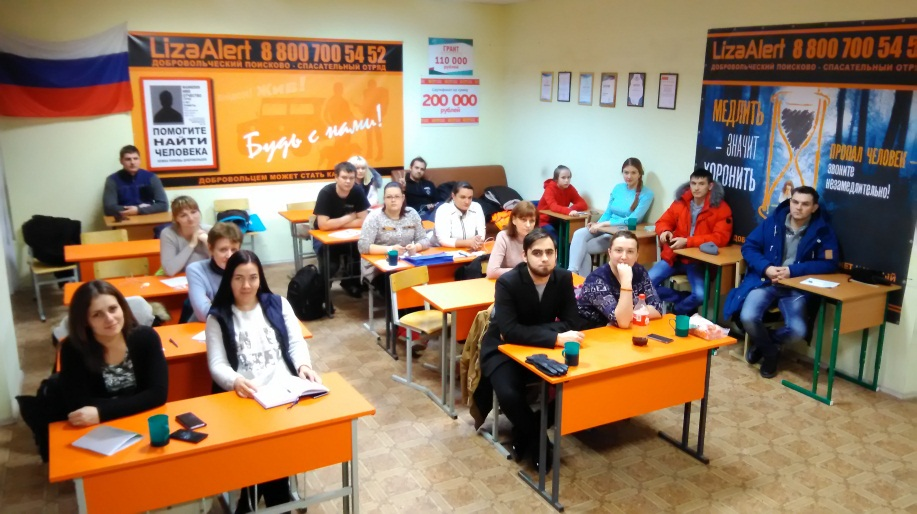 LizaAlert 8 800 700 54 52
ДОБРОВОЛЬЧЕСКИЙ ПОИСКОВО - СПАСАТЕЛЬНЫЙ ОТРЯД
ПОМОГИТЕ
НАЙТИ
ЧЕЛОВЕКА
Будь с нами!
ДОБРОВОЛЬЦЕМ МОЖЕТ СТАТЬ
ГРАНТ
110 000
рублей
200 000
рублей
LizaAlert 8 800 700 54 5
ДОБРОВОЛЬЧЕСКИЙ ПОИСКОВО - СПАСАТЕЛЬНЫЙ ОТРЯД
МЕДЛИТЬ
- ЗНАЧИТ
ХОРОНИТЬ
ПРОПАЛ ЧЕЛОВЕК
звоните
незамедлительно!